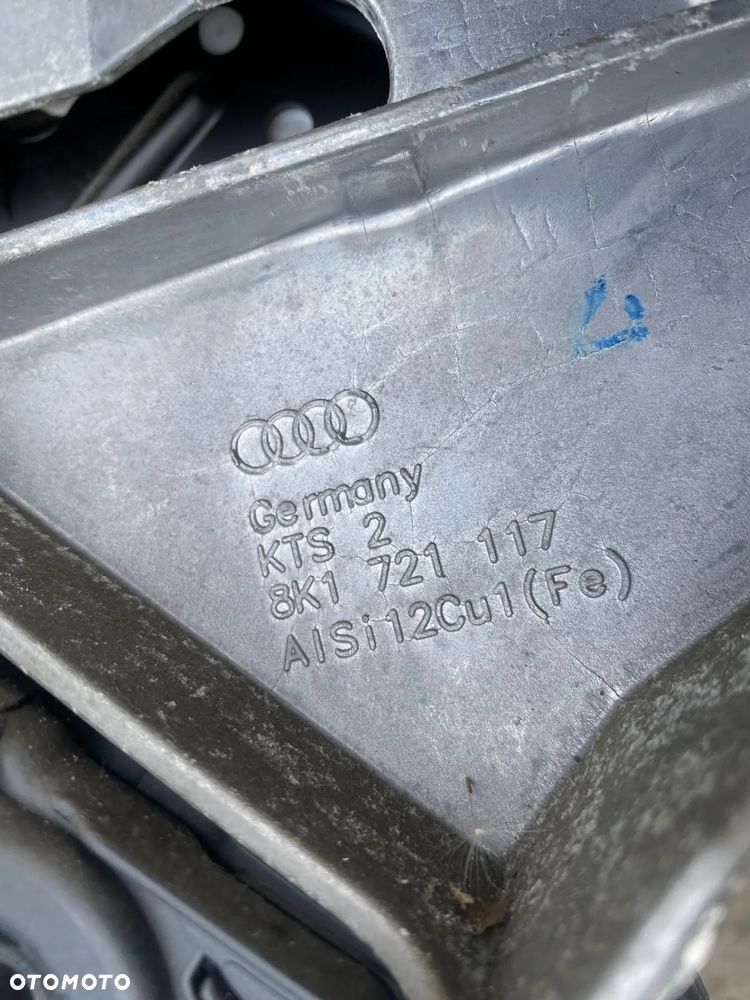 Germany
KTS 2
8K1 721 117
AlSi12Cu1(Fe)
OTOMOTO